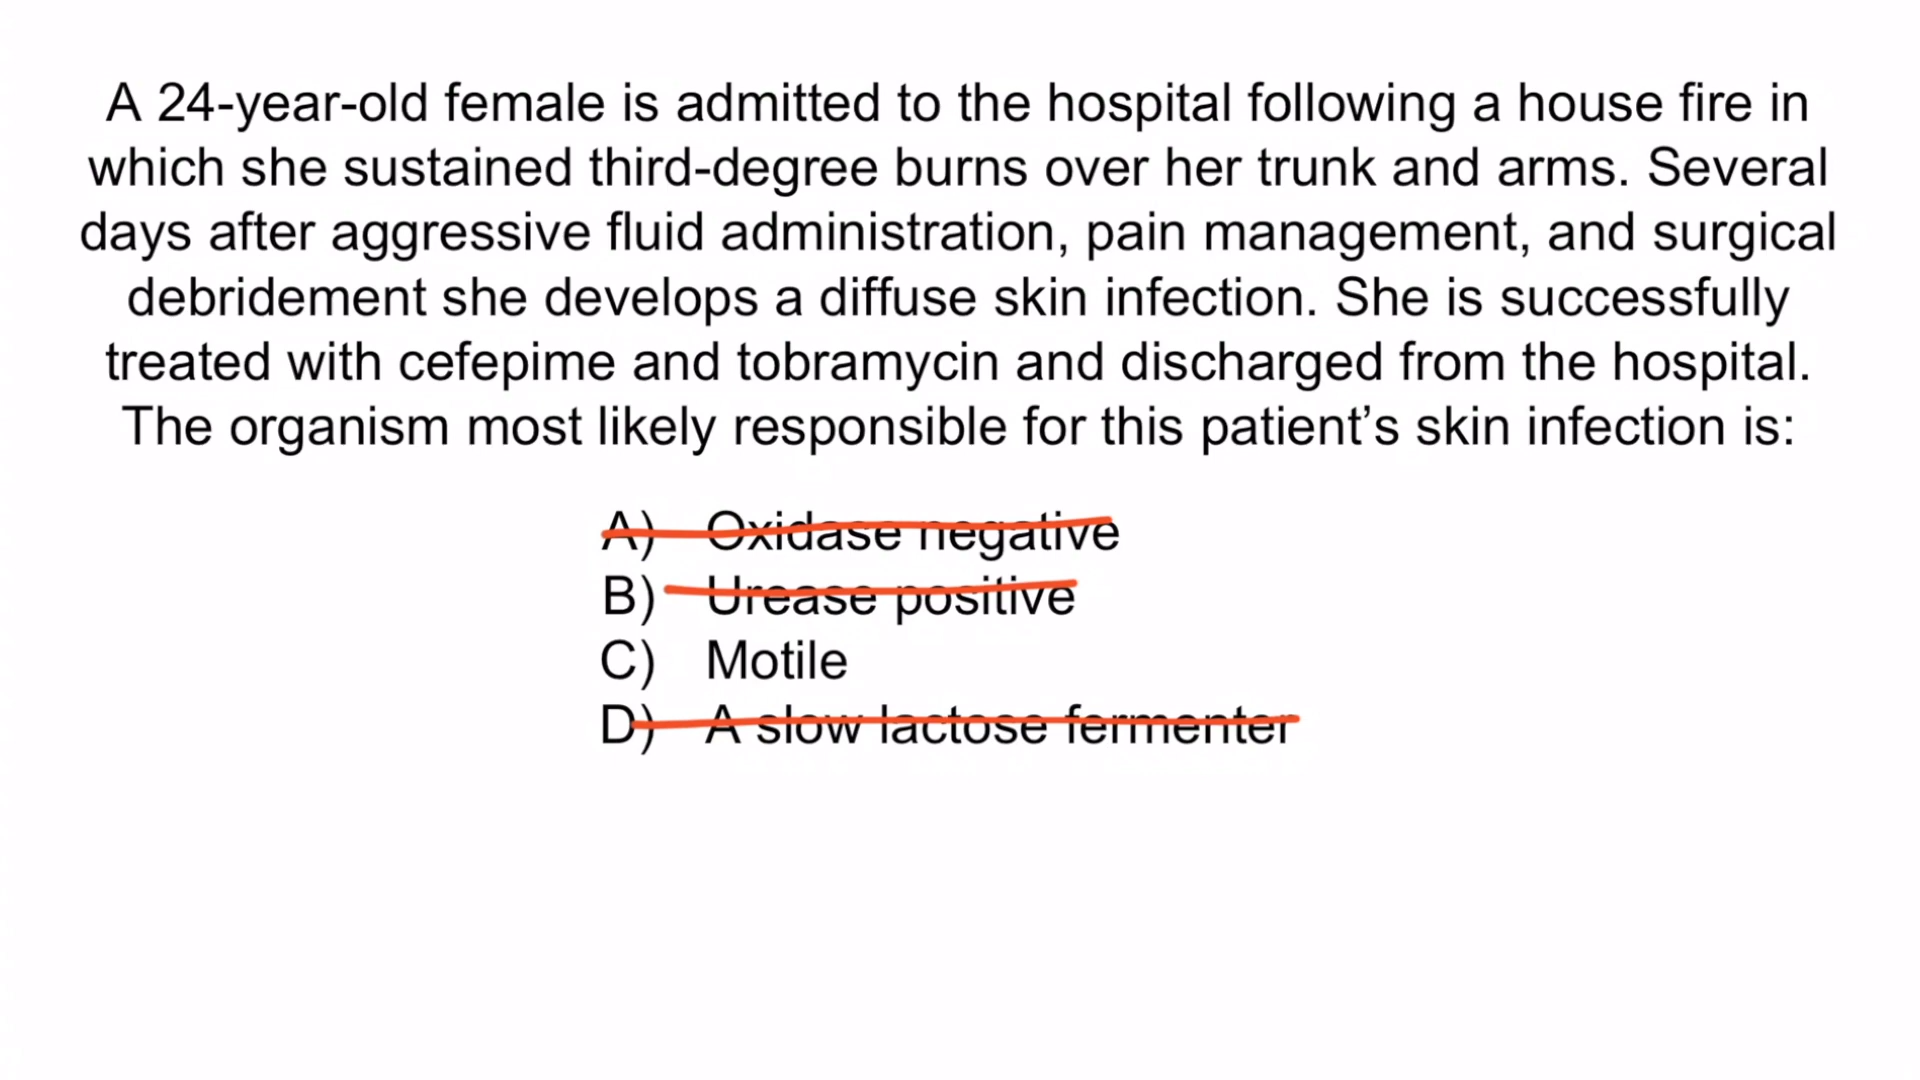 A 24-year-old female is admitted to the hospital following a house fire in
which she sustained third-degree burns over her trunk and arms. Several
days after aggressive fluid administration, pain management, and surgical
debridement she develops a diffuse skin infection. She is successfully
treated with cefepime and tobramycin and discharged from the hospital.
The organism most likely responsible for this patient’s skin infection is:
A) Oxidase negative
B) Urease positive
C) Motile
D) A slow lactose fermenter